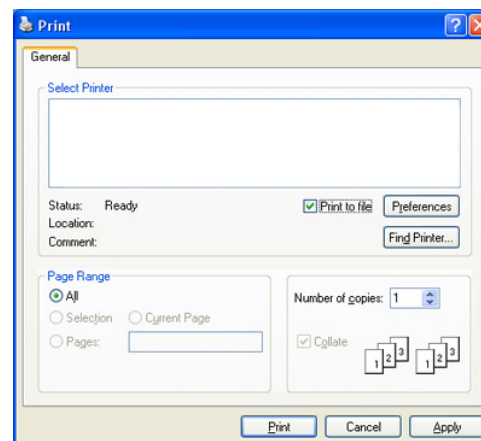 Print
General
Select Printer
Status: Ready
Print to file
Preferences
Location:
Comment:
Find Printer...
Page Range
All
Selection
Current Page
Pages:
Number of copies: 1
Collate
1 2 3 1 2 3
Print
Cancel
Apply